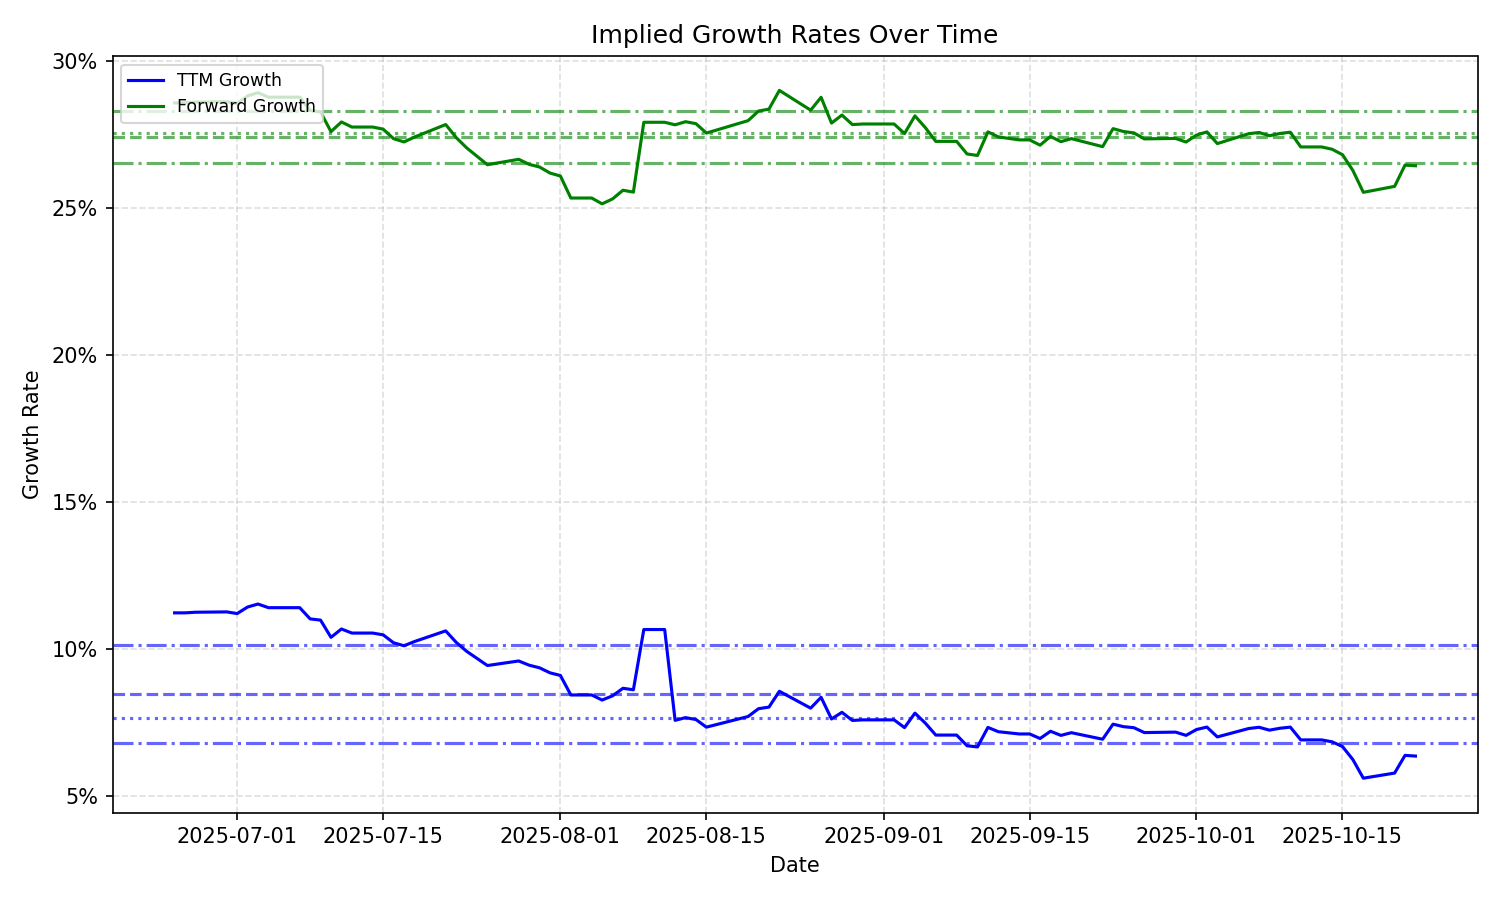 Implied Growth Rates Over Time
TTM Growth
Forward Growth
30%
25%
20%
15%
10%
5%
Growth Rate
2025-07-01 2025-07-15 2025-08-01 2025-08-15 2025-09-01 2025-09-15 2025-10-01 2025-10-15
Date